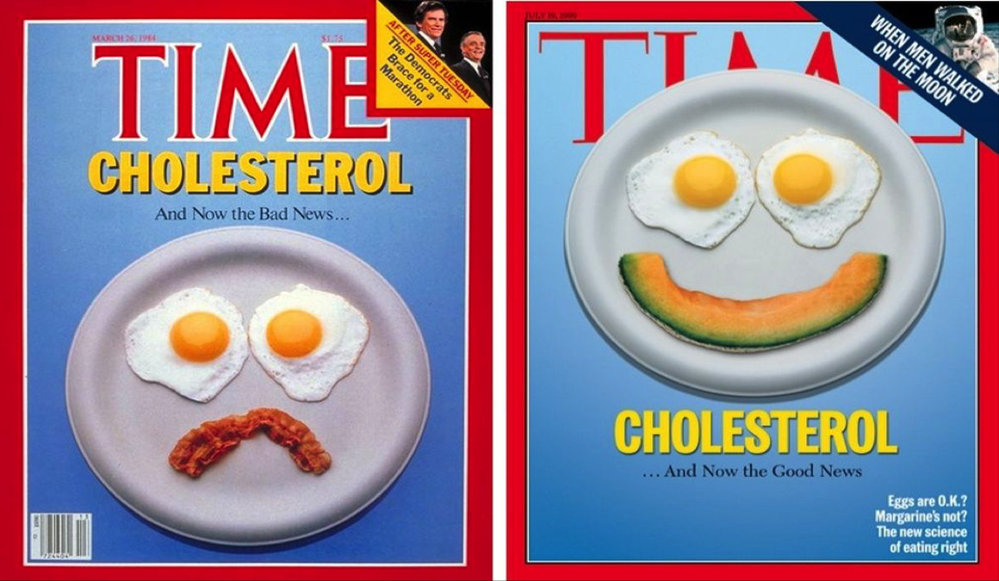 MARCH 26, 1984
$1.75
TIME
AFTER SUPER TUESDAY
The Democrats
Brace for a
Marathon
CHOLESTEROL
And Now the Bad News...
724404
TIME
WHEN MEN WALKED
ON THE MOON
CHOLESTEROL
...And Now the Good News
Eggs are O.K.?
Margarine's not?
The new science
of eating right